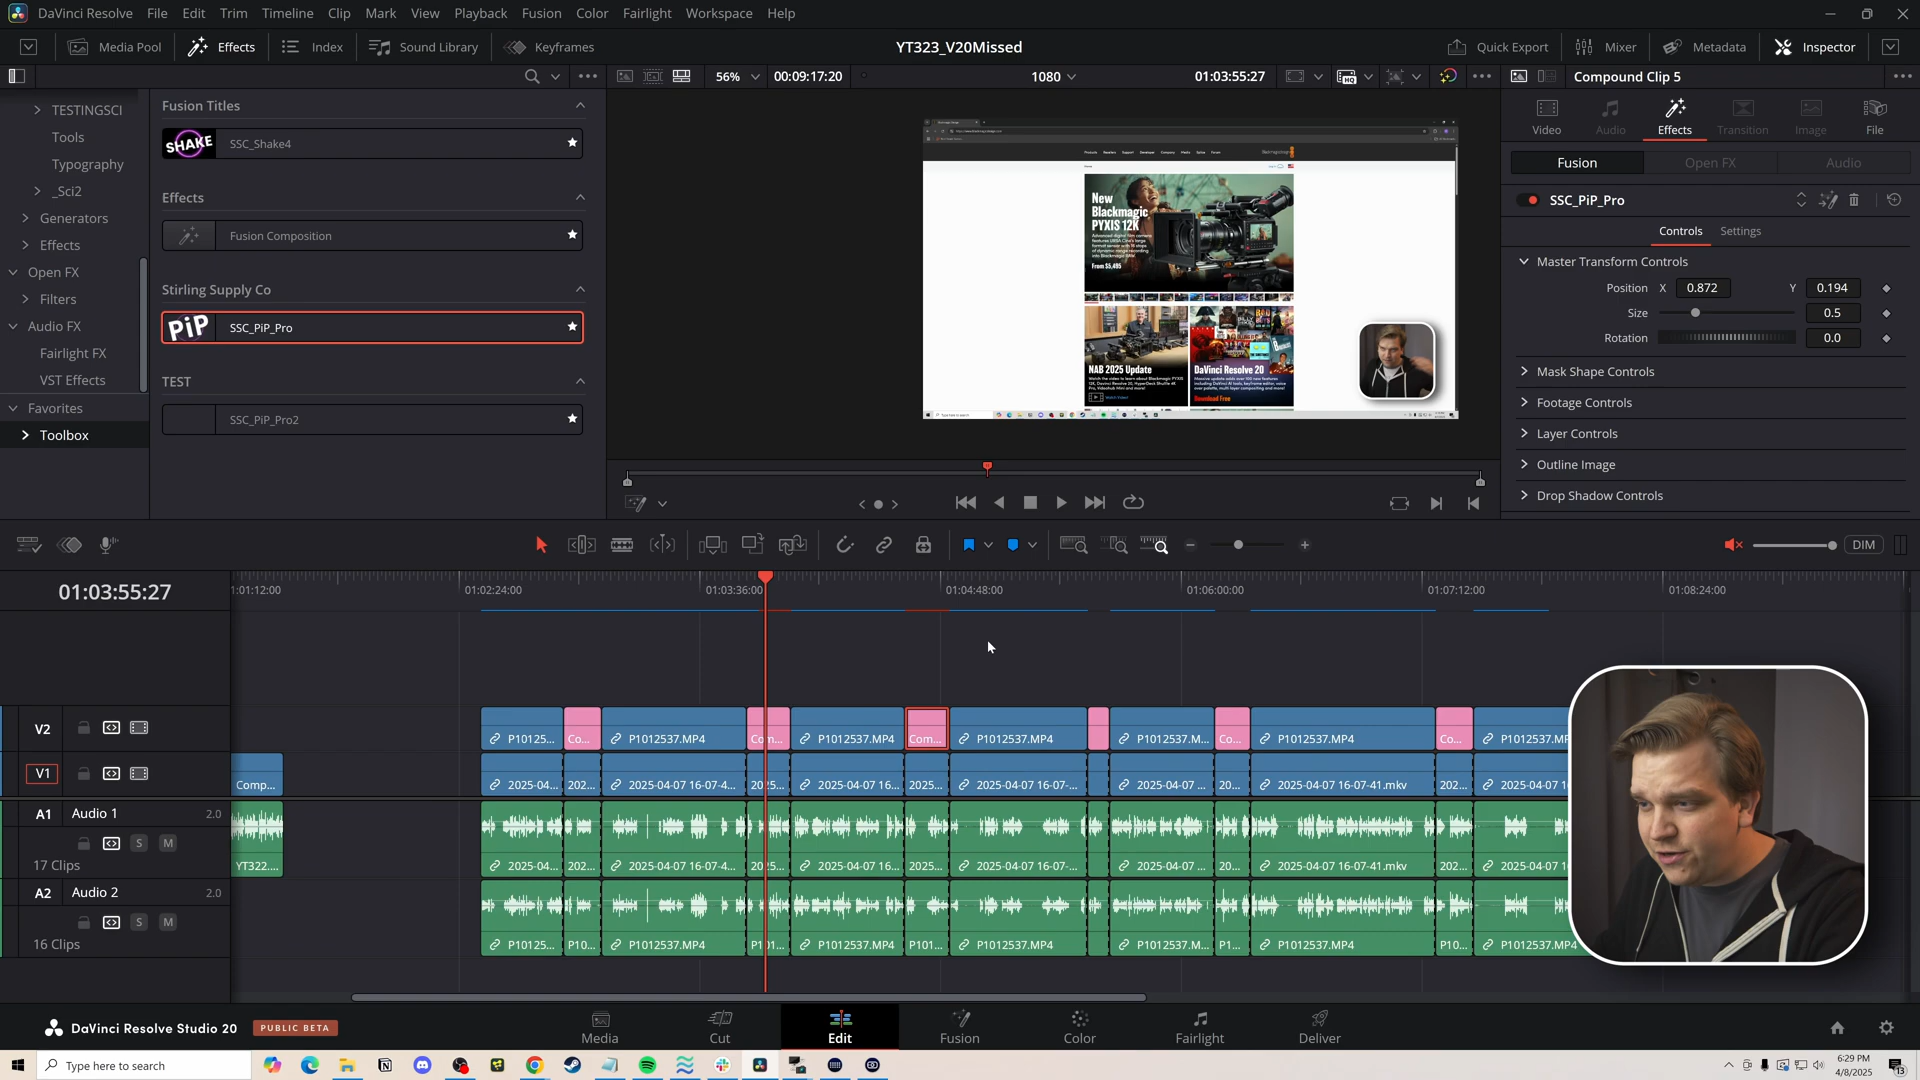 DaVinci Resolve File Edit Trim Timeline Clip Mark View Playback Fusion Color Fairlight Workspace Help
Media Pool Effects Index Sound Library Keyframes YT323_V20Missed Quick Export Mixer Metadata Inspector
56% 00:09:17:20 1080 01:03:55:27 Compound Clip 5
TESTINGSCI
Tools
Typography
_Sci2
Generators
Effects
Open FX
Filters
Audio FX
Fairlight FX
VST Effects
Favorites
Toolbox
Fusion Titles
SHAKE SSC_Shake4
Effects
Fusion Composition
Stirling Supply Co
PiP SSC_PiP_Pro
TEST
SSC_PiP_Pro2
New
Blackmagic
PYXIS 12K
From $5,495
NAB 2025 Update
DaVinci Resolve 20
Download Free
Video Audio Effects Transition Image File
Fusion Open FX Audio
SSC_PiP_Pro
Controls Settings
Master Transform Controls
Position X 0.872 Y 0.194
Size 0.5
Rotation 0.0
Mask Shape Controls
Footage Controls
Layer Controls
Outline Image
Drop Shadow Controls
DIM
01:03:55:27 1:01:12:00 01:02:24:00 01:03:36:00 01:04:48:00 01:06:00:00 01:07:12:00 01:08:24:00
V2 P10125... Co... P1012537.MP4 Com... P1012537.MP4 Com... P1012537.MP4 P1012537.M... Co... P1012537.MP4 Co... P1012537.MP4
V1 Comp... 2025-04-... 202... 2025-04-07 16-07-4... 2025... 2025-04-07 16... 2025... 2025-04-07 16-07-... 2025-04-07 ... 20... 2025-04-07 16-07-41.mkv 202... 2025-04-07 16-
A1 Audio 1 2.0
S M
17 Clips YT322.... 2025-04-... 202... 2025-04-07 16-07-4... 2025... 2025-04-07 16... 2025... 2025-04-07 16-07-... 2025-04-07 ... 20... 2025-04-07 16-07-41.mkv 202... 2025-04-07 16-
A2 Audio 2 2.0
S M
16 Clips P10125... P10... P1012537.MP4 P101... P1012537.MP4 P101... P1012537.MP4 P1012537.M... P1... P1012537.MP4 P10... P1012537.MP4
DaVinci Resolve Studio 20 PUBLIC BETA Media Cut Edit Fusion Color Fairlight Deliver
Type here to search 6:29 PM
4/8/2025
13